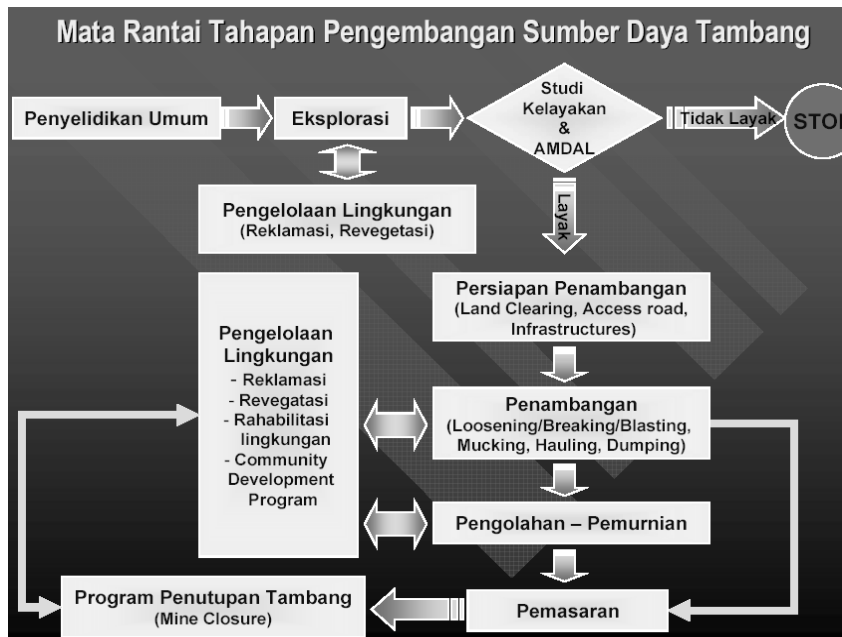 Mata Rantai Tahapan Pengembangan Sumber Daya Tambang
Penyelidikan Umum
Eksplorasi
Studi
Kelayakan
&
AMDAL
Tidak Layak
STOP
Pengelolaan Lingkungan
(Reklamasi, Revegetasi)
Layak
Persiapan Penambangan
(Land Clearing, Access road,
Infrastructures)
Pengelolaan
Lingkungan
- Reklamasi
- Revegatasi
- Rahabilitasi
lingkungan
- Community
Development
Program
Penambangan
(Loosening/Breaking/Blasting,
Mucking, Hauling, Dumping)
Pengolahan – Pemurnian
Program Penutupan Tambang
(Mine Closure)
Pemasaran